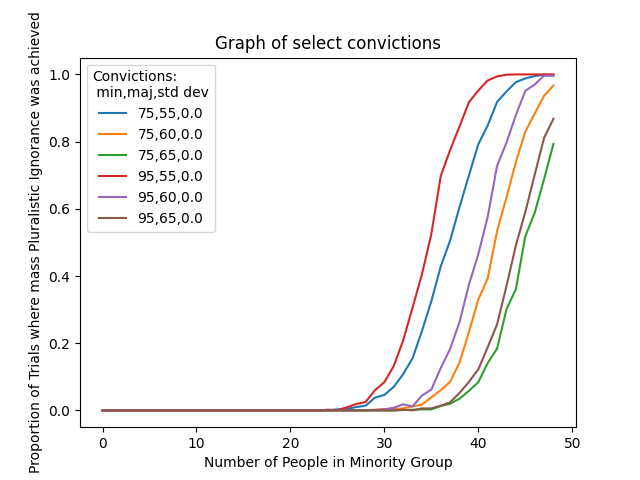 Graph of select convictions
Proportion of Trials where mass Pluralistic Ignorance was achieved
1.0
0.8
0.6
0.4
0.2
0.0
Convictions:
min,maj,std dev
75,55,0.0
75,60,0.0
75,65,0.0
95,55,0.0
95,60,0.0
95,65,0.0
0 10 20 30 40 50
Number of People in Minority Group